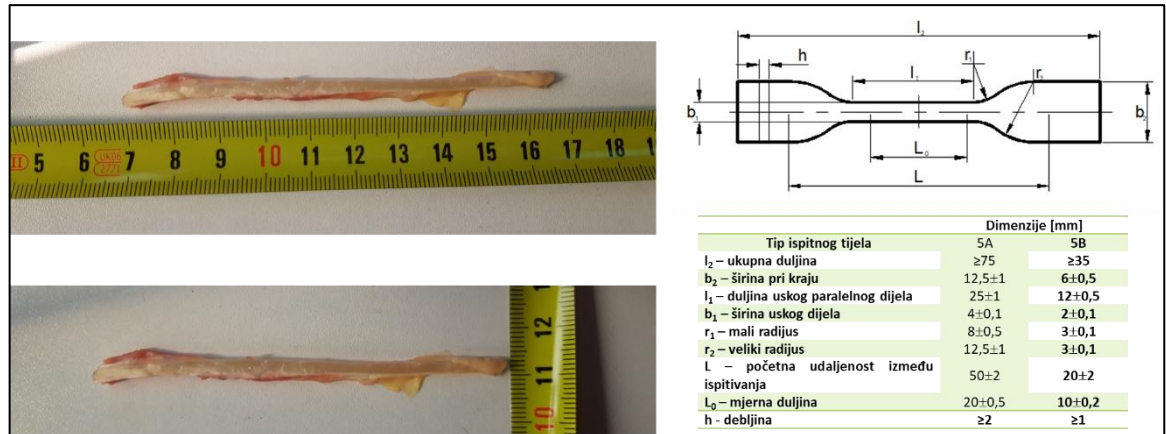 II 5 6 UK06 2771 7 8 9 10 11 12 13 14 15 16 17 18 19
10 11 12
l₂
h
r₁
l₁
r₂
b₁
b₂
L₀
L
Dimenzije [mm]
Tip ispitnog tijela 5A 5B
l₂ – ukupna duljina ≥75 ≥35
b₂ – širina pri kraju 12,5±1 6±0,5
l₁ – duljina uskog paralelnog dijela 25±1 12±0,5
b₁ – širina uskog dijela 4±0,1 2±0,1
r₁ – mali radijus 8±0,5 3±0,1
r₂ – veliki radijus 12,5±1 3±0,1
L – početna udaljenost između
ispitivanja 50±2 20±2
L₀ – mjerna duljina 20±0,5 10±0,2
h - debljina ≥2 ≥1